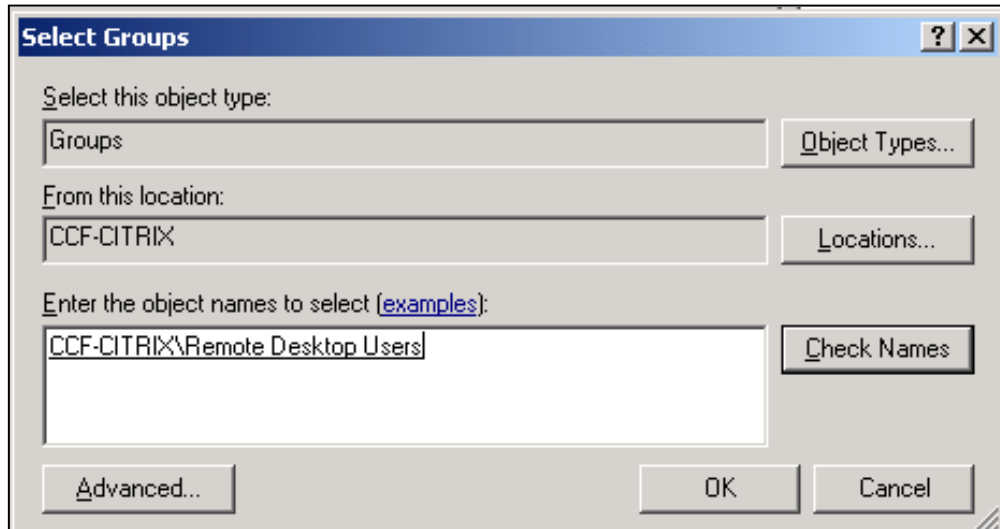 Select Groups
Select this object type:
Groups
Object Types...
From this location:
CCF-CITRIX
Locations...
Enter the object names to select (examples):
CCF-CITRIX\Remote Desktop Users
Check Names
Advanced...
OK
Cancel